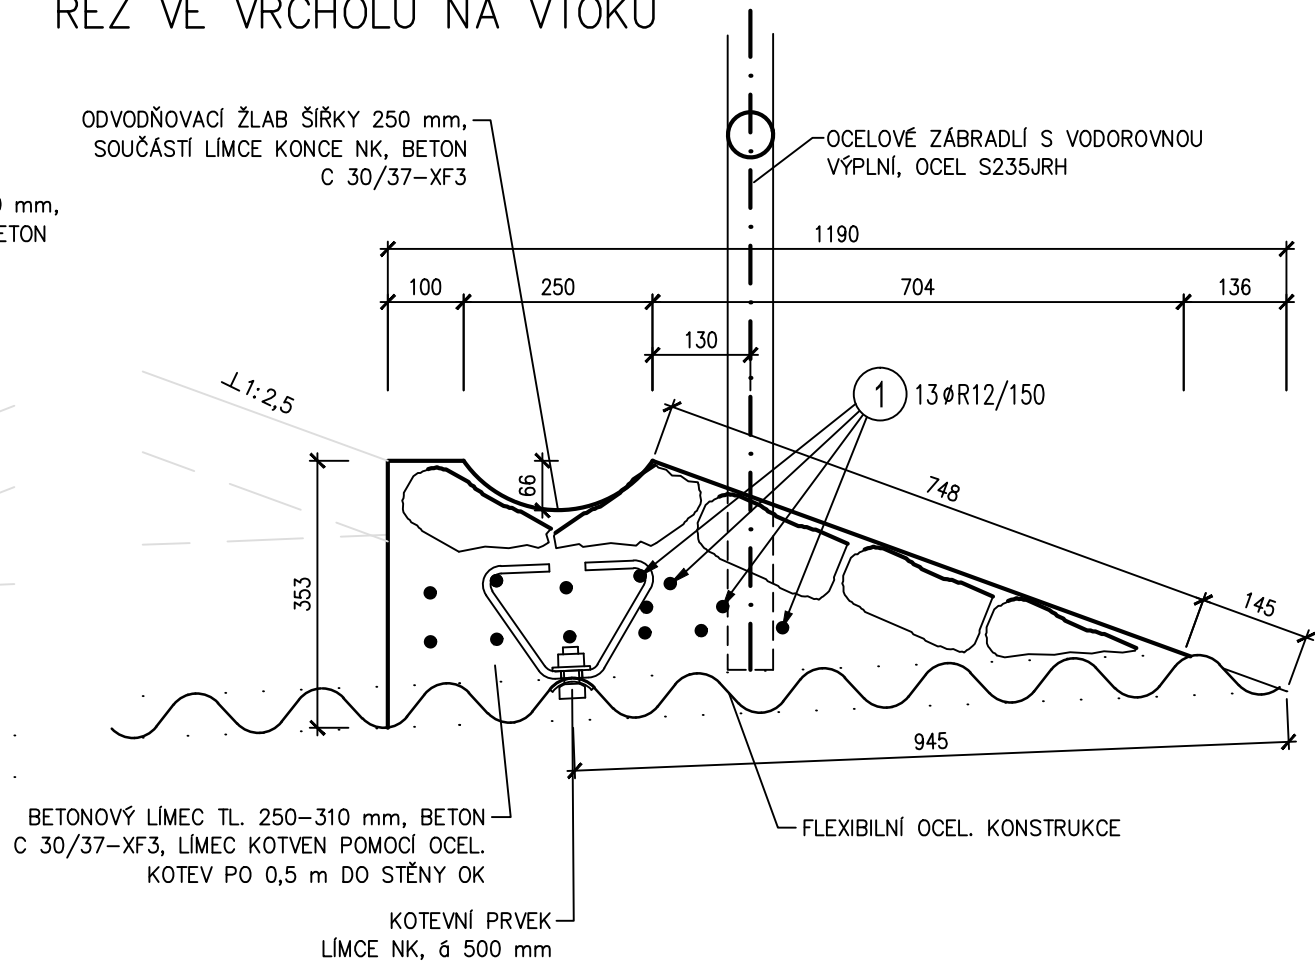 ŘEZ VE VRCHOLU NA VTOKU
ODVODŇOVACÍ ŽLAB ŠÍŘKY 250 mm,
SOUČÁSTÍ LÍMCE KONCE NK, BETON
C 30/37-XF3
OCELOVÉ ZÁBRADLÍ S VODOROVNOU
VÝPLNÍ, OCEL S235JRH
mm,
1190
100
250
704
136
130
1:2,5
1
13øR12/150
66
748
353
145
945
BETONOVÝ LÍMEC TL. 250-310 mm, BETON
C 30/37-XF3, LÍMEC KOTVEN POMOCÍ OCEL.
KOTEV PO 0,5 m DO STĚNY OK
FLEXIBILNÍ OCEL. KONSTRUKCE
KOTEVNÍ PRVEK
LÍMCE NK, á 500 mm